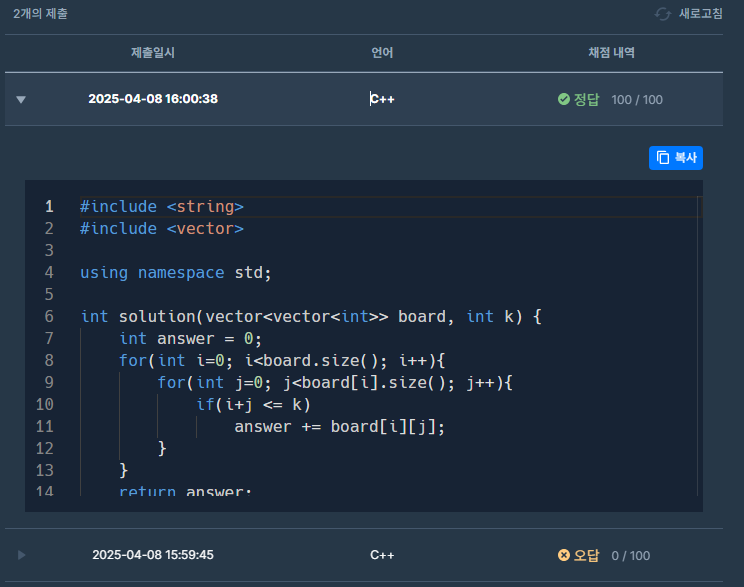 2개의 제출 새로고침
제출일시 언어 채점 내역
2025-04-08 16:00:38 C++ 정답 100 / 100
복사
1 #include <string>
2 #include <vector>
3
4 using namespace std;
5
6 int solution(vector<vector<int>> board, int k) {
7     int answer = 0;
8     for(int i=0; i<board.size(); i++){
9         for(int j=0; j<board[i].size(); j++){
10             if(i+j <= k)
11                 answer += board[i][j];
12         }
13     }
14     return answer;
2025-04-08 15:59:45 C++ 오답 0 / 100